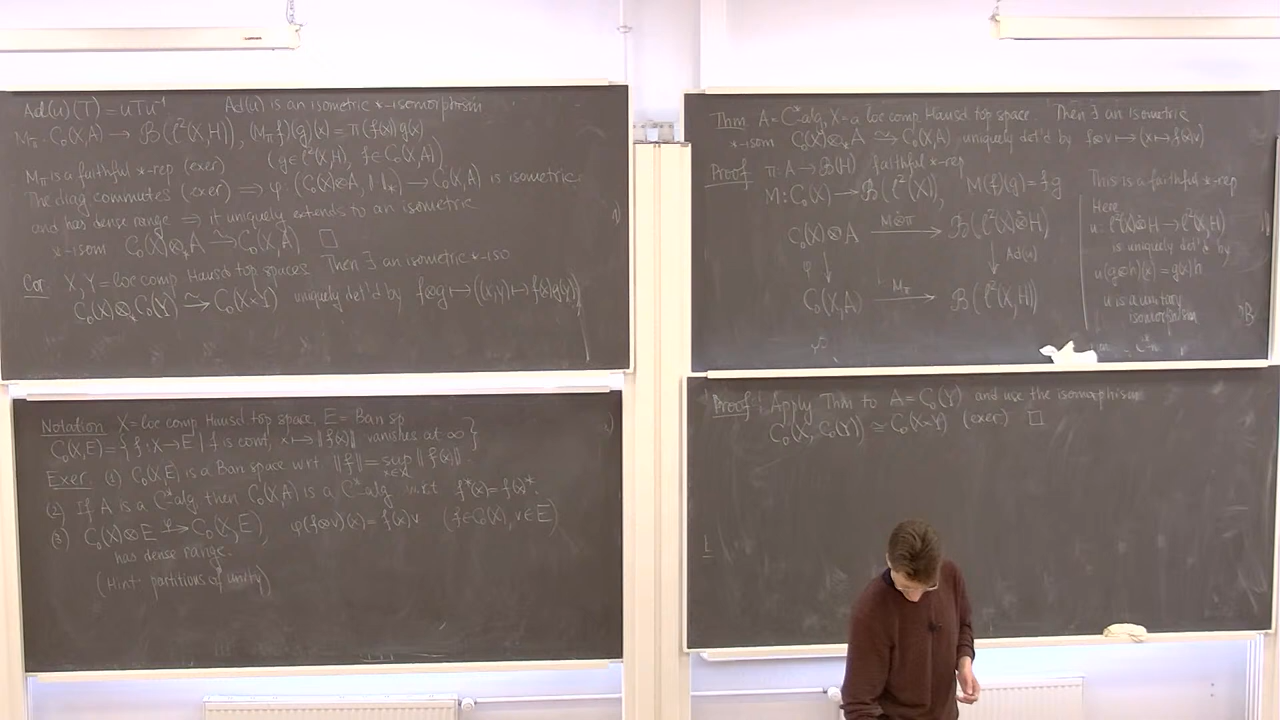 Notation X = loc comp Hausd top space, E = Ban sp
C₀(X,E) = { f: X→E | f is cont, x↦‖f(x)‖ vanishes at ∞ }
Exer. (1) C₀(X,E) is a Ban space wrt ‖f‖ = sup_{x∈X} ‖f(x)‖.
(2) If A is a C*-alg, then C₀(X,A) is a C*-alg w.r.t f*(x) = f(x)*.
(3) C₀(X)⊗E →^φ C₀(X,E), φ(f⊗v)(x) = f(x)v (f∈C₀(X), v∈E)
has dense range.
(Hint: partitions of unity)
Thm A = C*-alg, X = a loc comp Hausd top space. Then ∃ an isometric
*-isom C₀(X)⊗_* A ≅→ C₀(X,A) uniquely det'd by f⊗v ↦ (x↦f(x)v)
Proof π: A→B(H) faithful *-rep
M: C₀(X)→B(ℓ²(X)), M(f)(g) = fg
This is a faithful *-rep
C₀(X)⊗A →^{M⊗π} B(ℓ²(X)⊗H)
φ ↓ ↓ Ad(u)
C₀(X,A) →^{M_π} B(ℓ²(X,H))
Here
u: ℓ²(X)⊗H → ℓ²(X,H)
is uniquely det'd by
u(g⊗h)(x) = g(x)h
u is a unitary
isomorphism
Ad(u)(T) = uTu⁻¹ Ad(u) is an isometric *-isomorphism
M_π: C₀(X,A) → B(ℓ²(X,H)), (M_π f)(g)(x) = π(f(x))g(x)
(g∈ℓ²(X,H), f∈C₀(X,A))
M_π is a faithful *-rep (exer)
The diag commutes (exer) ⟹ φ: (C₀(X)⊗A, ‖ ‖_*) → C₀(X,A) is isometric
and has dense range ⟹ it uniquely extends to an isometric
*-isom C₀(X)⊗_* A ≅→ C₀(X,A) □
Cor. X, Y = loc comp Hausd top spaces. Then ∃ an isometric *-iso
C₀(X)⊗_* C₀(Y) ≅→ C₀(X×Y) uniquely det'd by f⊗g ↦ ((x,y)↦f(x)g(y))
Proof Apply Thm to A = C₀(Y) and use the isomorphism
C₀(X, C₀(Y)) ≅ C₀(X×Y) (exer) □